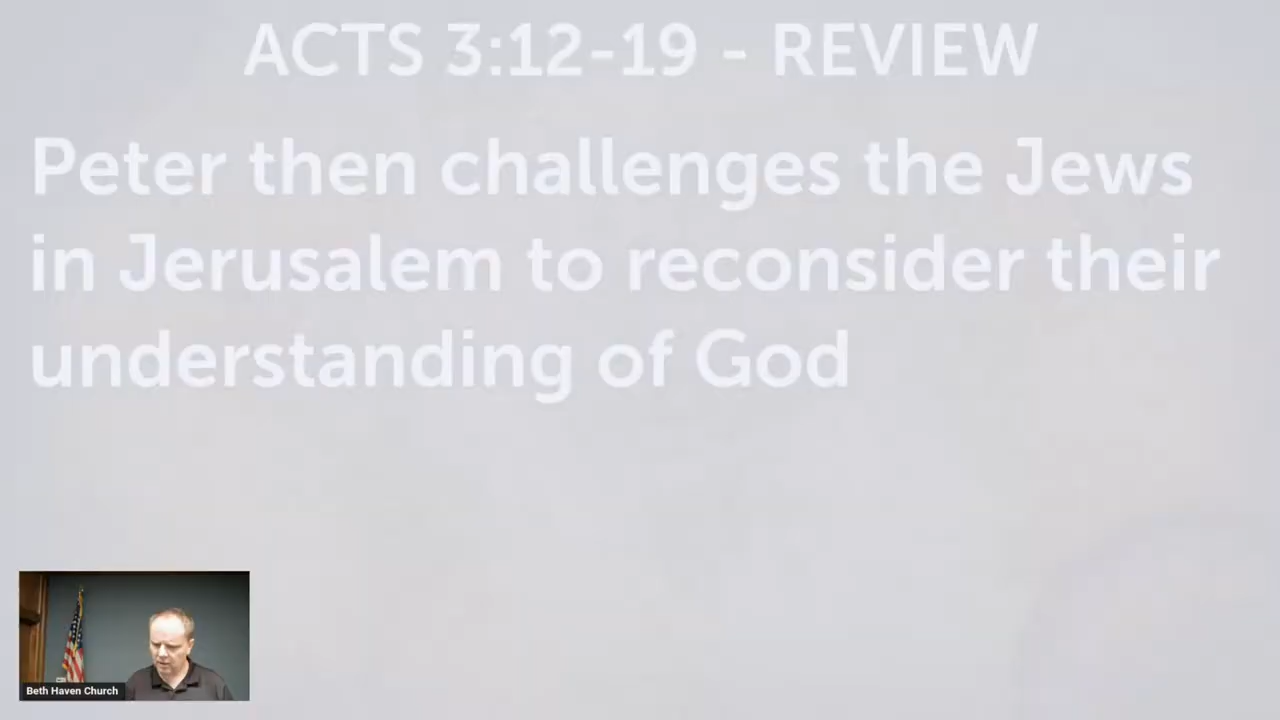 ACTS 3:12-19 - REVIEW
Peter then challenges the Jews
in Jerusalem to reconsider their
understanding of God
Beth Haven Church